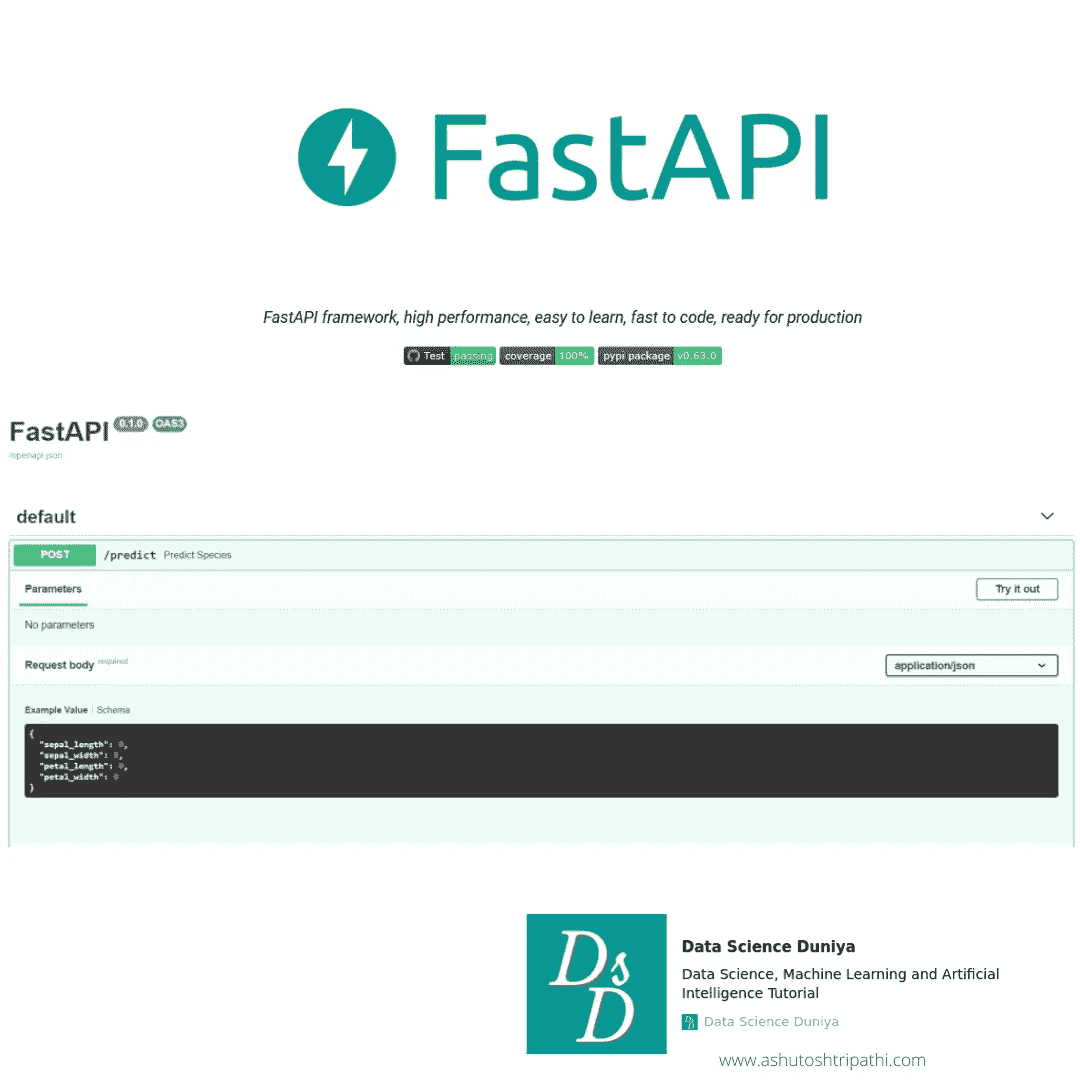 FastAPI
FastAPI framework, high performance, easy to learn, fast to code, ready for production
Test passing coverage 100% pypi package v0.63.0
FastAPI 0.1.0 OAS3
/openapi.json
default
POST /predict Predict Species
Parameters Try it out
No parameters
Request body required application/json
Example Value | Schema
{
"sepal_length": 0,
"sepal_width": 0,
"petal_length": 0,
"petal_width": 0
}
DsD
Data Science Duniya
Data Science, Machine Learning and Artificial
Intelligence Tutorial
Data Science Duniya
www.ashutoshtripathi.com